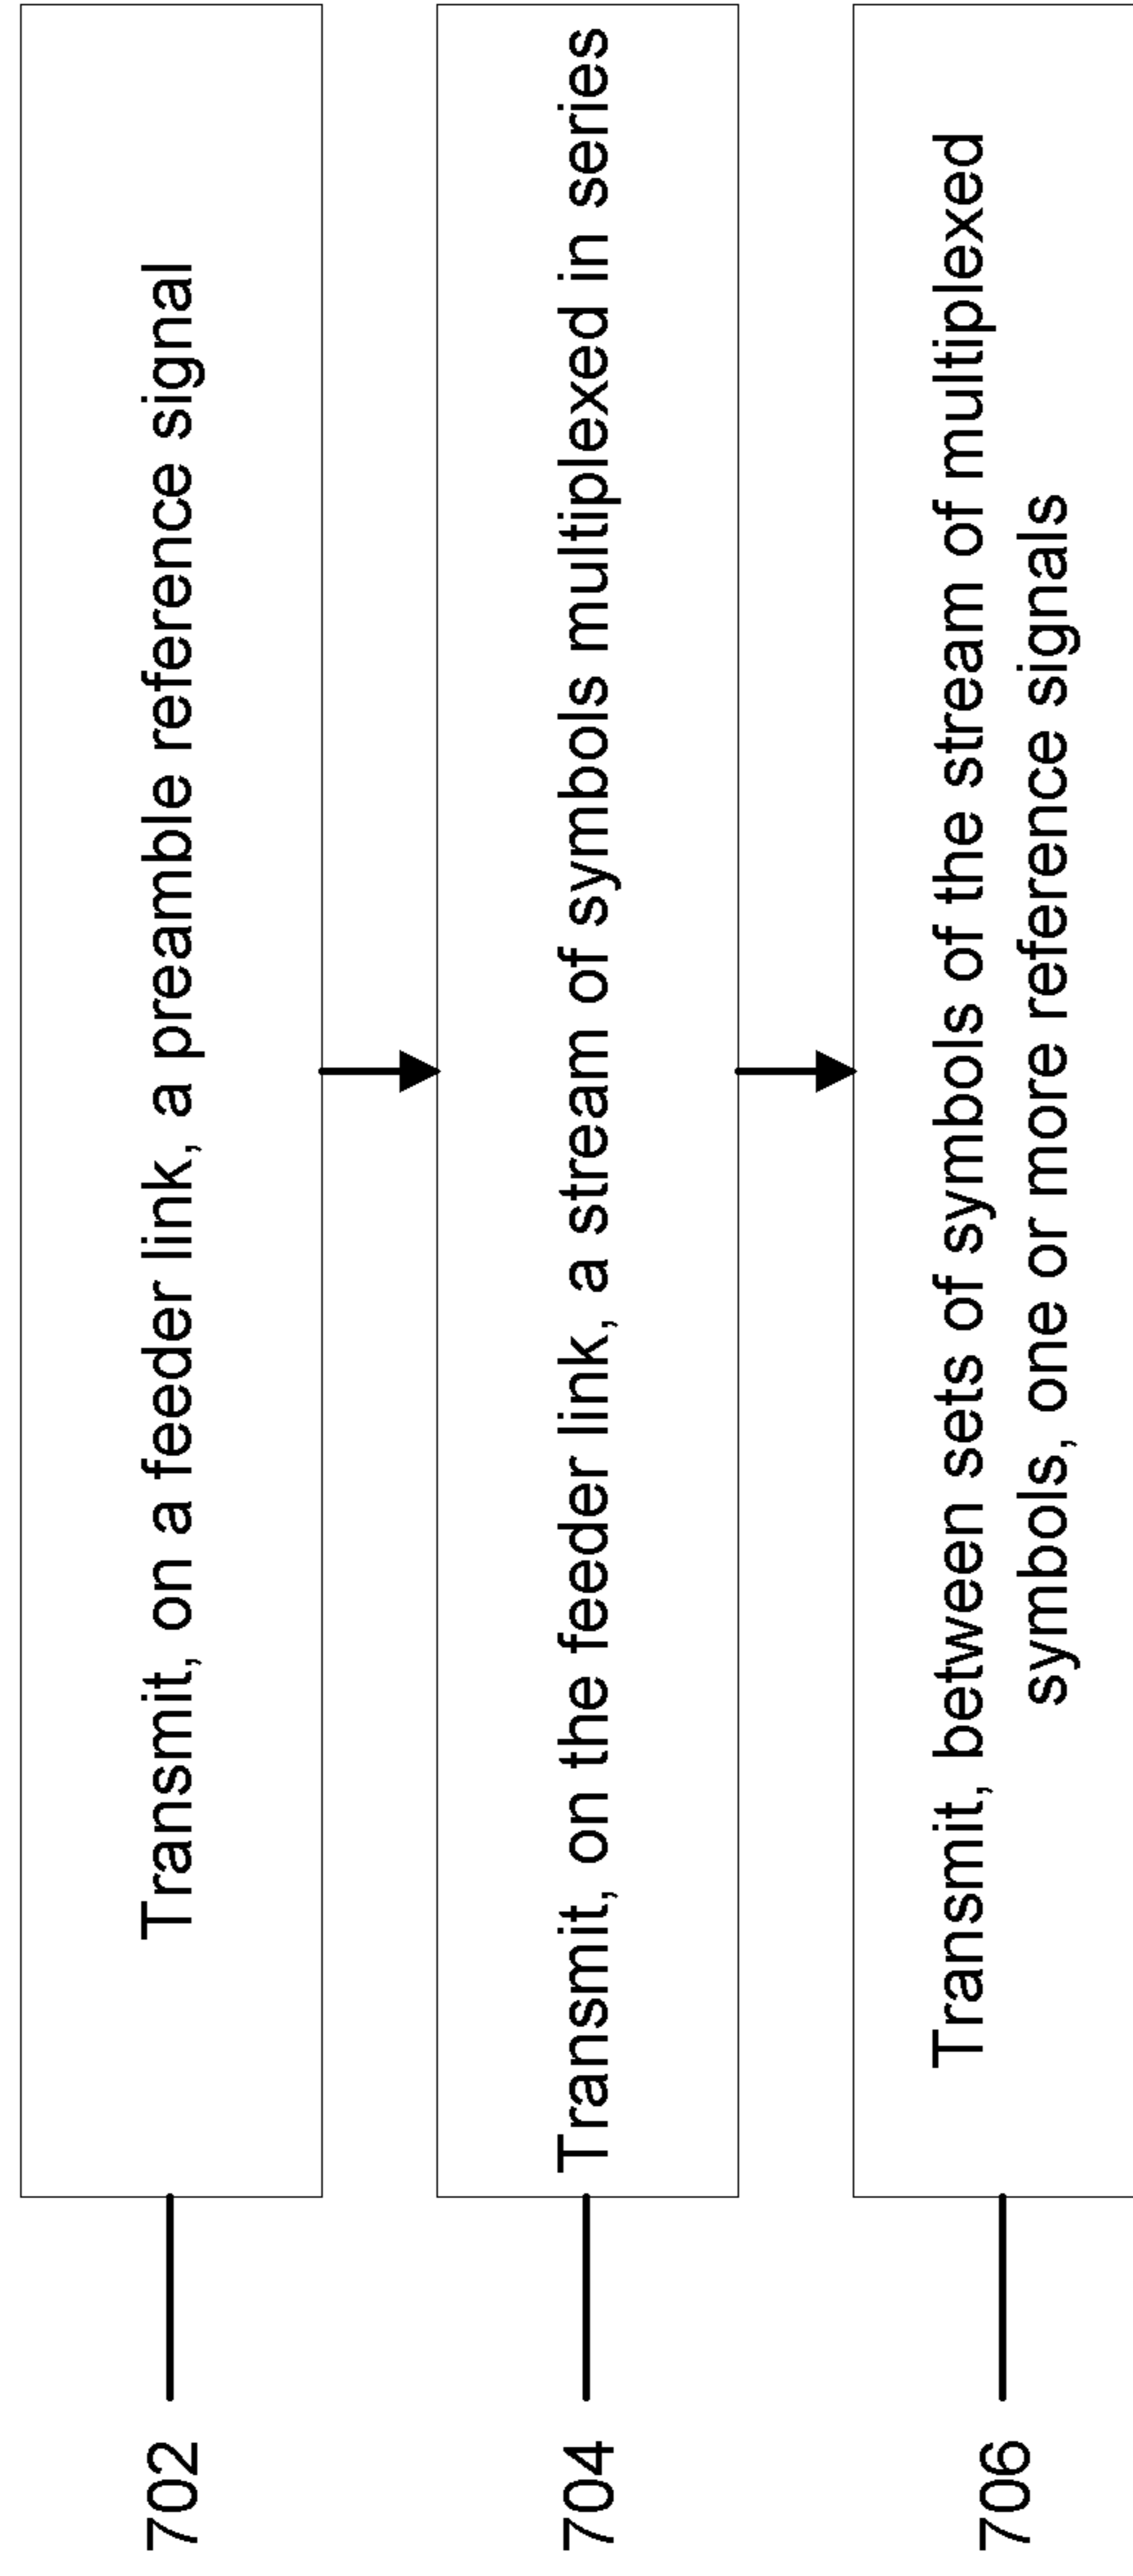 702
Transmit, on a feeder link, a preamble reference signal
704
Transmit, on the feeder link, a stream of symbols multiplexed in series
706
Transmit, between sets of symbols of the stream of multiplexed
symbols, one or more reference signals